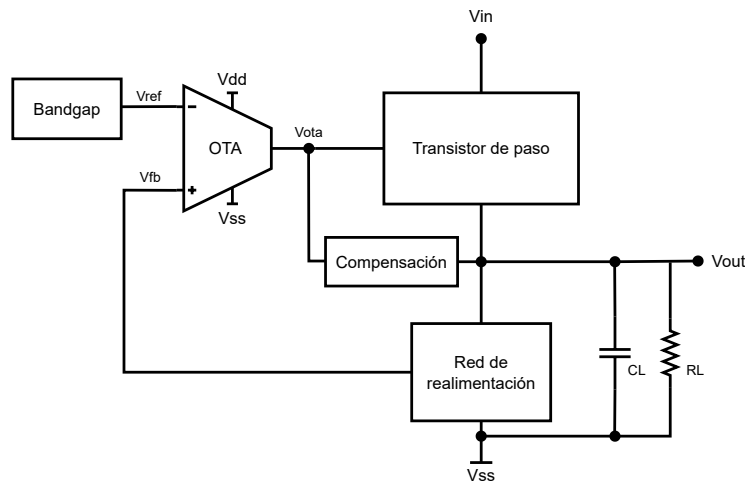 Vin
Vdd
Bandgap
Vref
-
OTA
Vota
Transistor de paso
Vfb
+
Vss
Compensación
Vout
Red de
realimentación
CL
RL
Vss